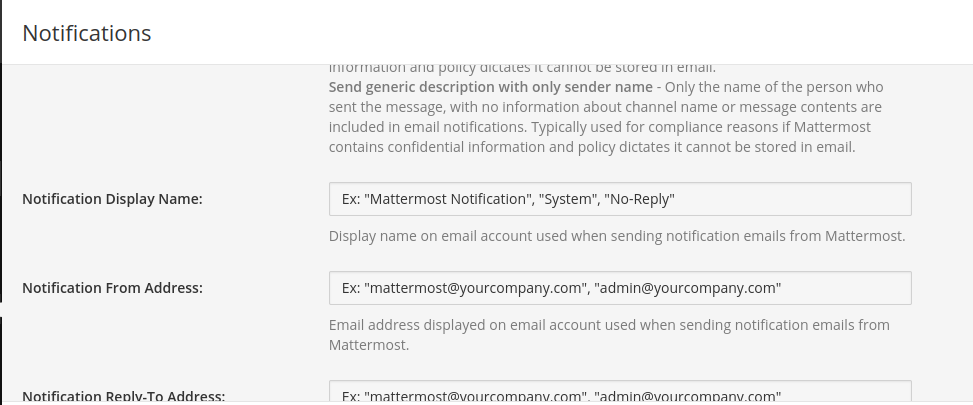 Notifications
information and policy dictates it cannot be stored in email.
Send generic description with only sender name - Only the name of the person who
sent the message, with no information about channel name or message contents are
included in email notifications. Typically used for compliance reasons if Mattermost
contains confidential information and policy dictates it cannot be stored in email.
Notification Display Name:
Ex: "Mattermost Notification", "System", "No-Reply"
Display name on email account used when sending notification emails from Mattermost.
Notification From Address:
Ex: "mattermost@yourcompany.com", "admin@yourcompany.com"
Email address displayed on email account used when sending notification emails from
Mattermost.
Notification Reply-To Address:
Ex: "mattermost@yourcompany.com", "admin@yourcompany.com"